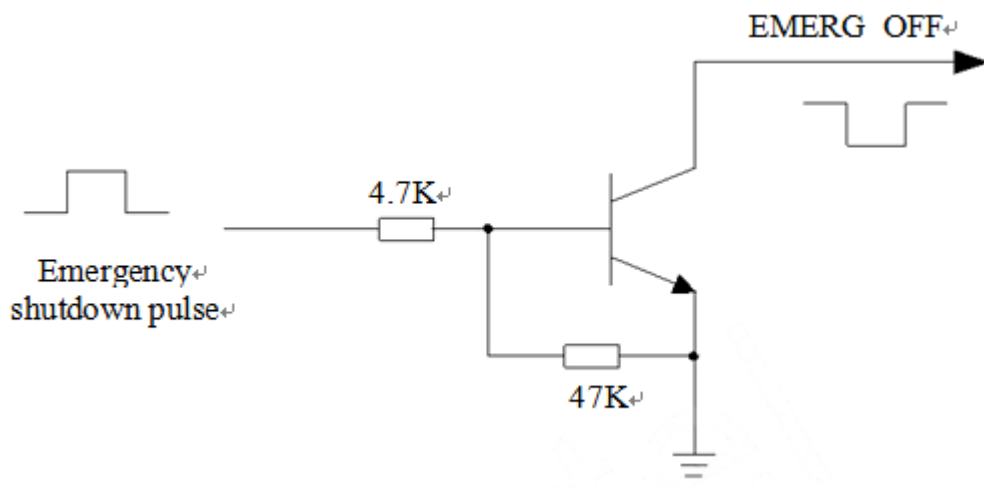 EMERG OFF↵
4.7K↵
Emergency↵
shutdown pulse↵
47K↵